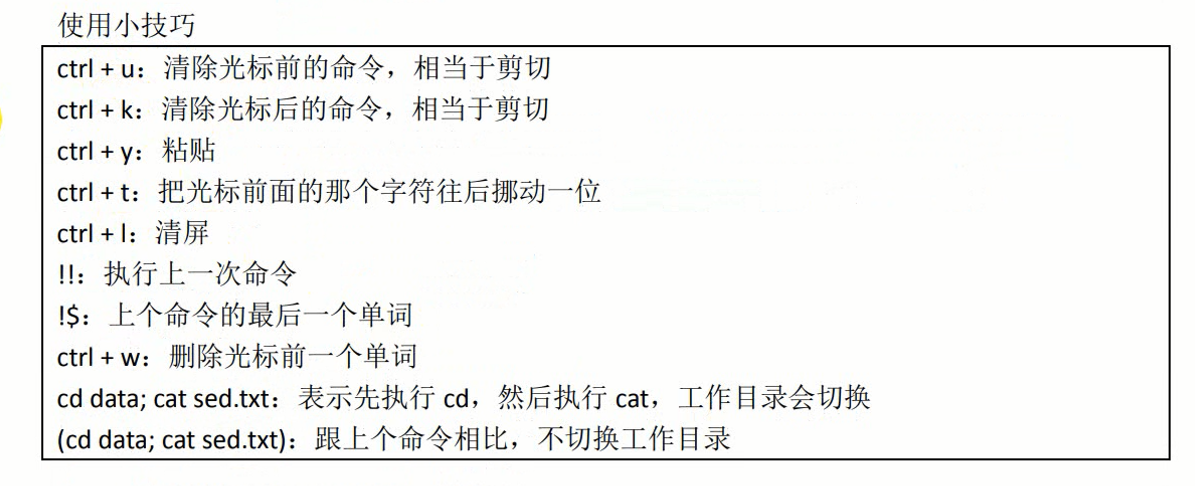 使用小技巧
ctrl + u：清除光标前的命令，相当于剪切
ctrl + k：清除光标后的命令，相当于剪切
ctrl + y：粘贴
ctrl + t：把光标前面的那个字符往后挪动一位
ctrl + l：清屏
!!：执行上一次命令
!$：上个命令的最后一个单词
ctrl + w：删除光标前一个单词
cd data; cat sed.txt：表示先执行 cd，然后执行 cat，工作目录会切换
(cd data; cat sed.txt)：跟上个命令相比，不切换工作目录